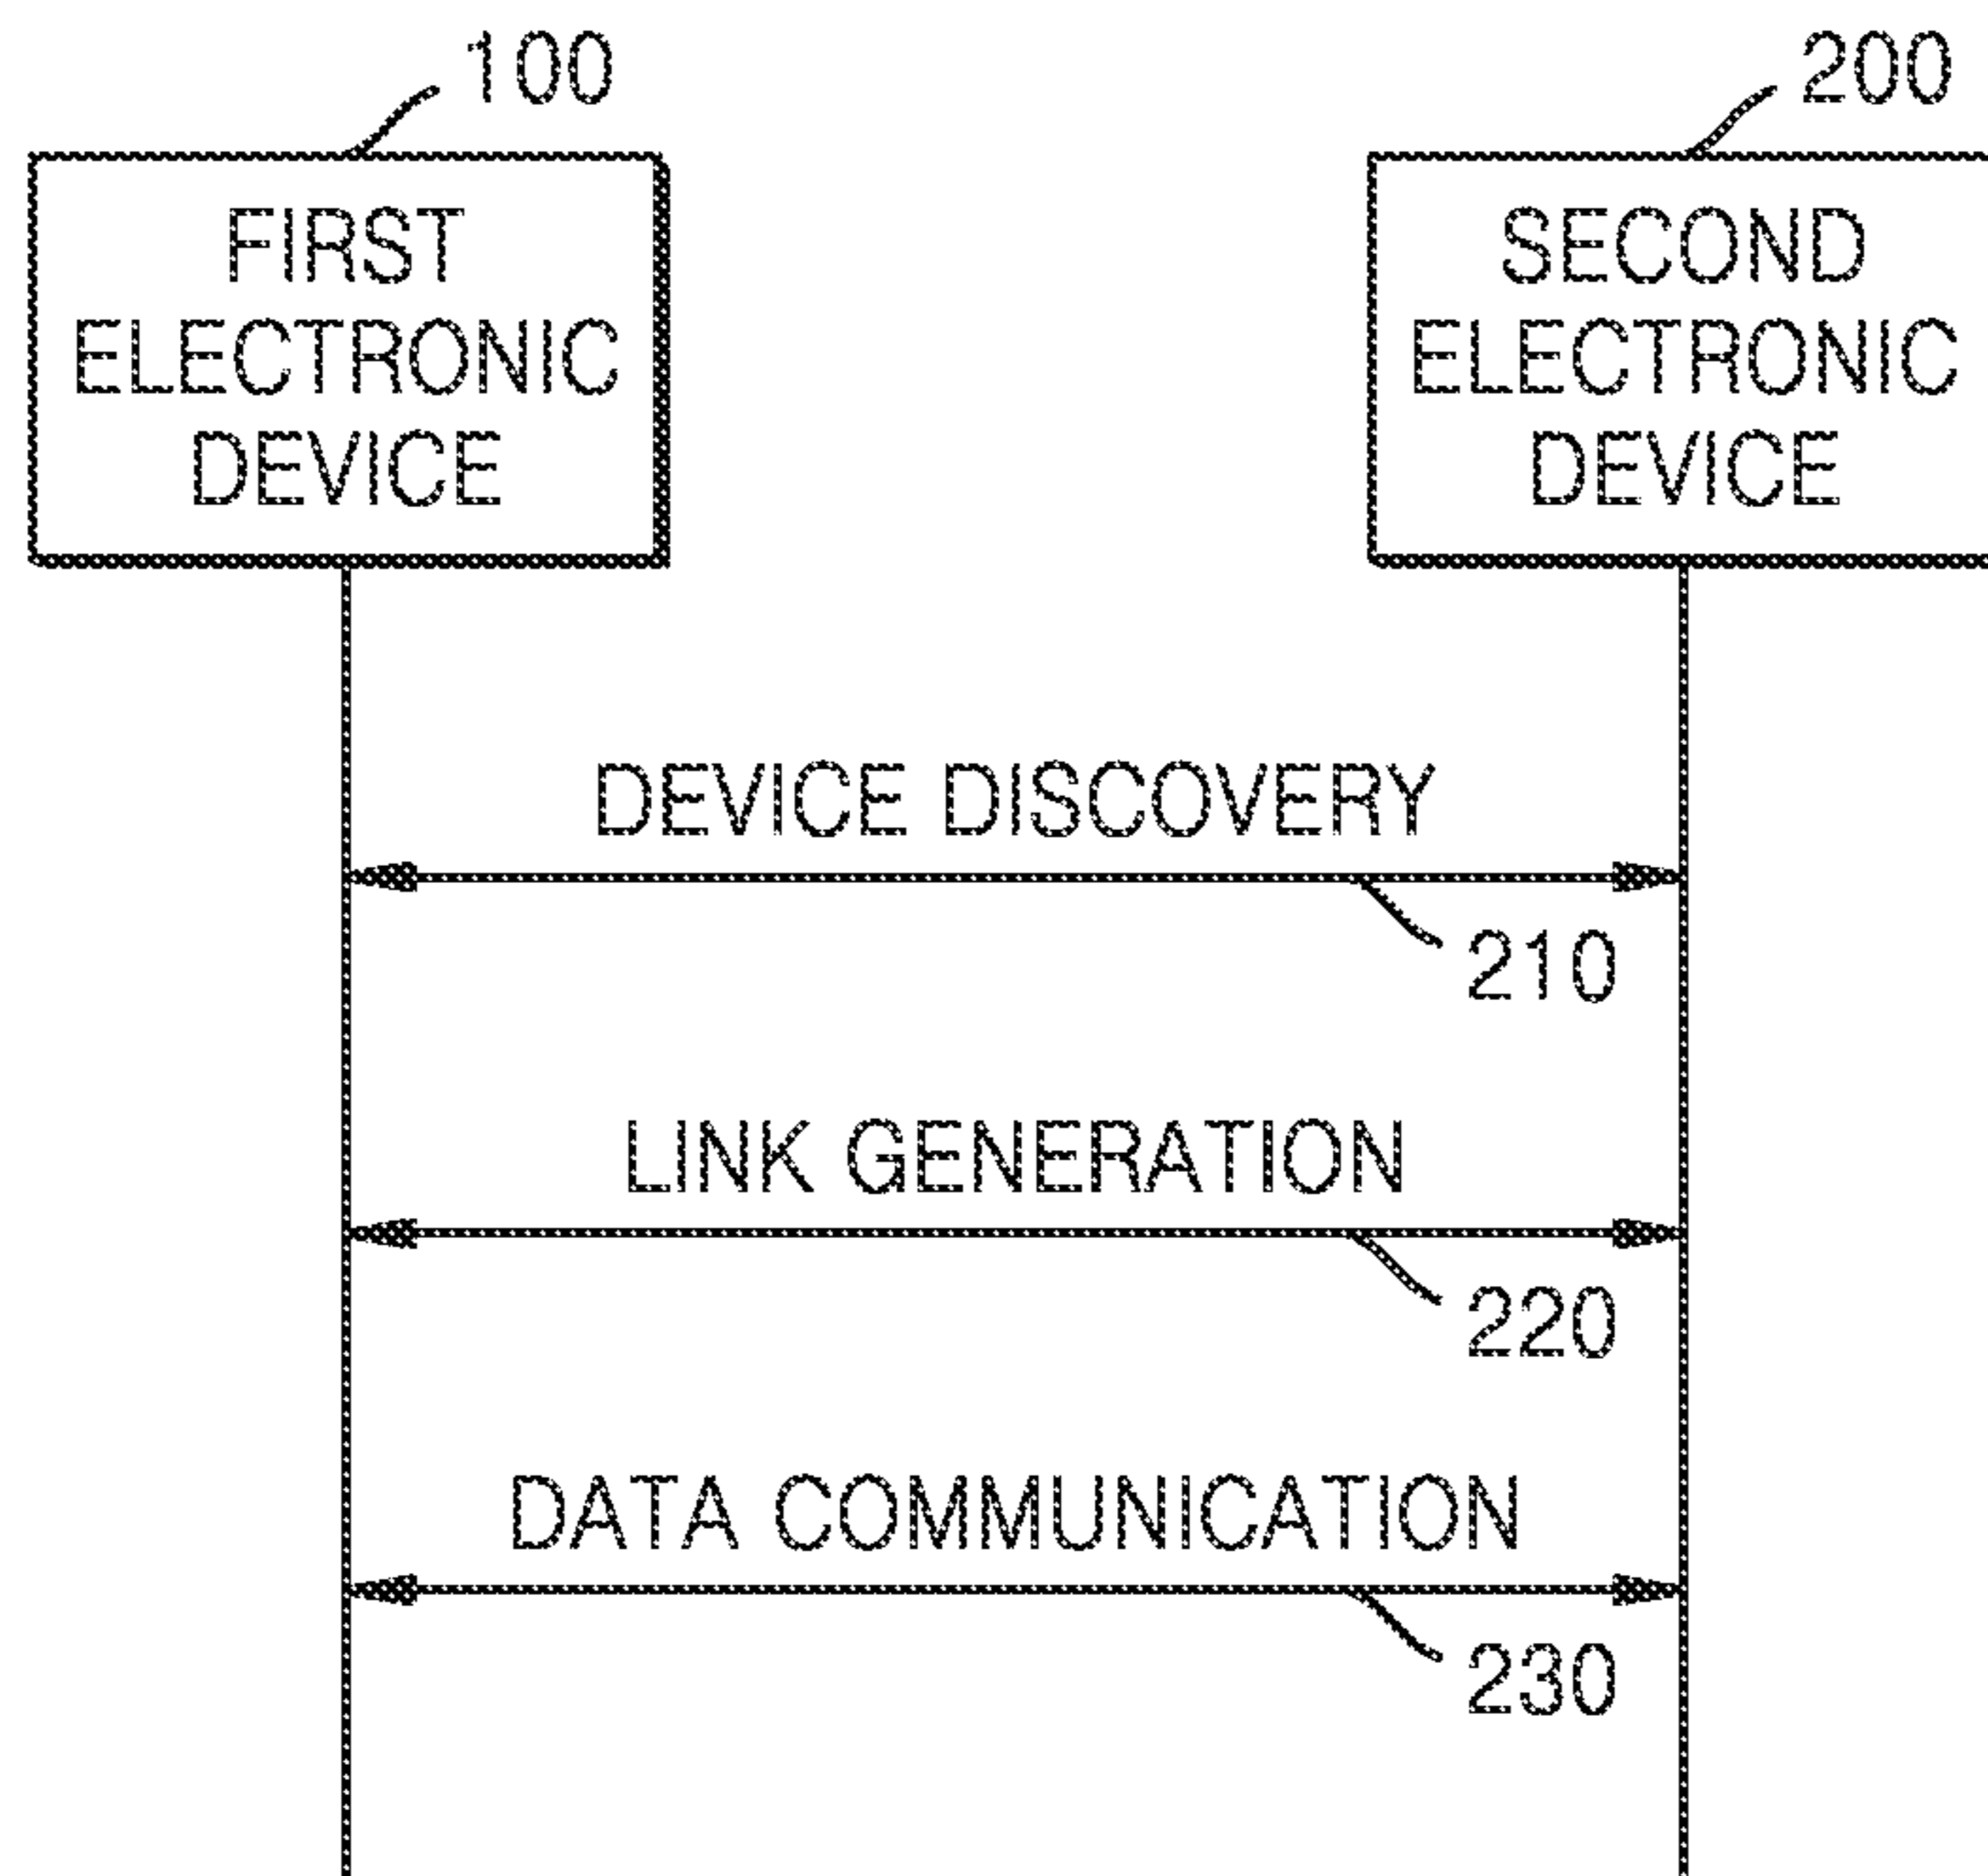 100
200
FIRST
ELECTRONIC
DEVICE
SECOND
ELECTRONIC
DEVICE
DEVICE DISCOVERY
210
LINK GENERATION
220
DATA COMMUNICATION
230